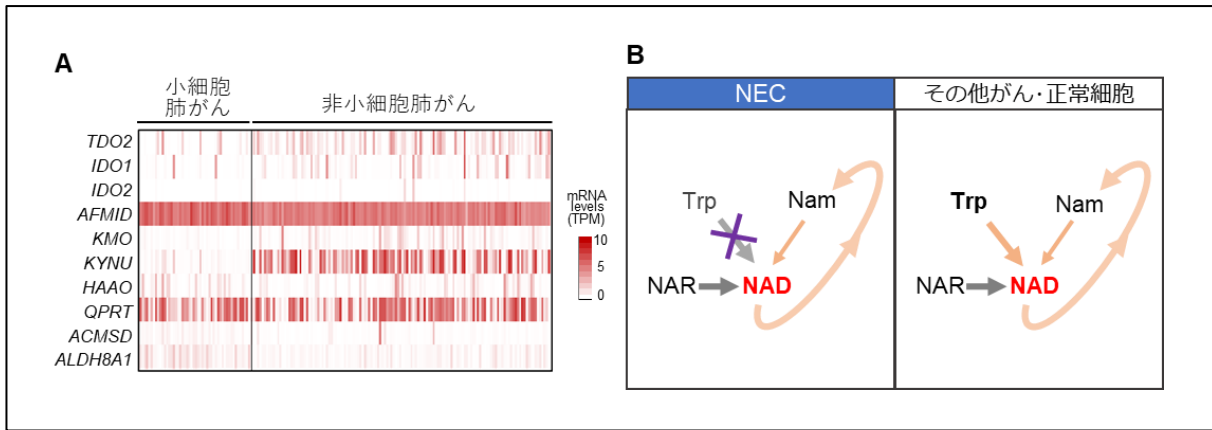 A
小細胞
肺がん
非小細胞肺がん
TDO2
IDO1
IDO2
AFMID
KMO
KYNU
HAAO
QPRT
ACMSD
ALDH8A1
mRNA
levels
(TPM)
10
5
0
B
NEC
その他がん・正常細胞
Trp
Nam
NAR
NAD
Trp
Nam
NAR
NAD